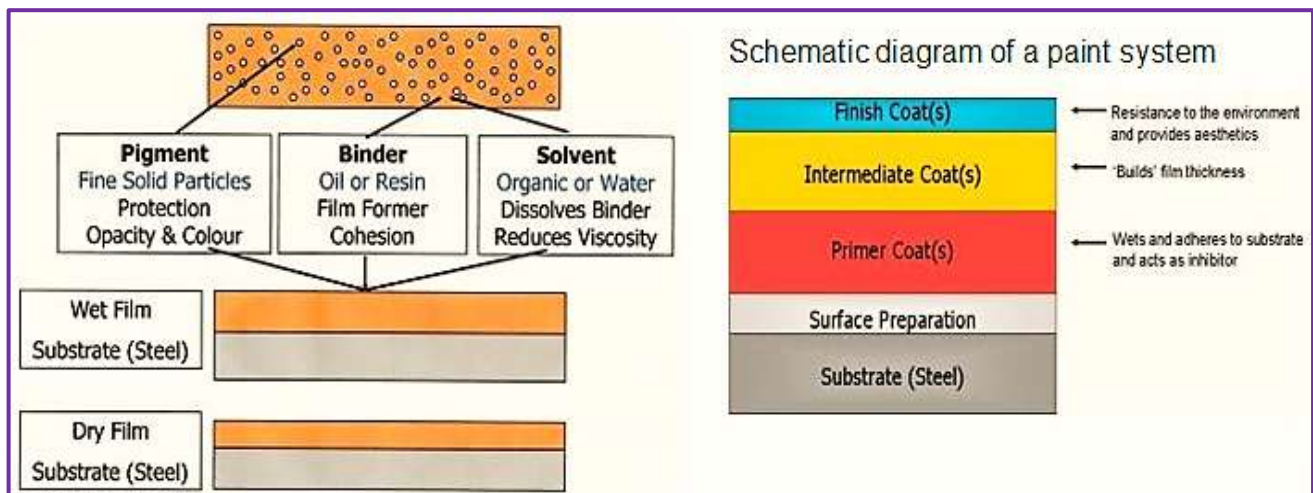 Pigment
Fine Solid Particles
Protection
Opacity & Colour
Binder
Oil or Resin
Film Former
Cohesion
Solvent
Organic or Water
Dissolves Binder
Reduces Viscosity
Wet Film
Substrate (Steel)
Dry Film
Substrate (Steel)
Schematic diagram of a paint system
Finish Coat(s)
Resistance to the environment
and provides aesthetics
Intermediate Coat(s)
'Builds' film thickness
Primer Coat(s)
Wets and adheres to substrate
and acts as inhibitor
Surface Preparation
Substrate (Steel)